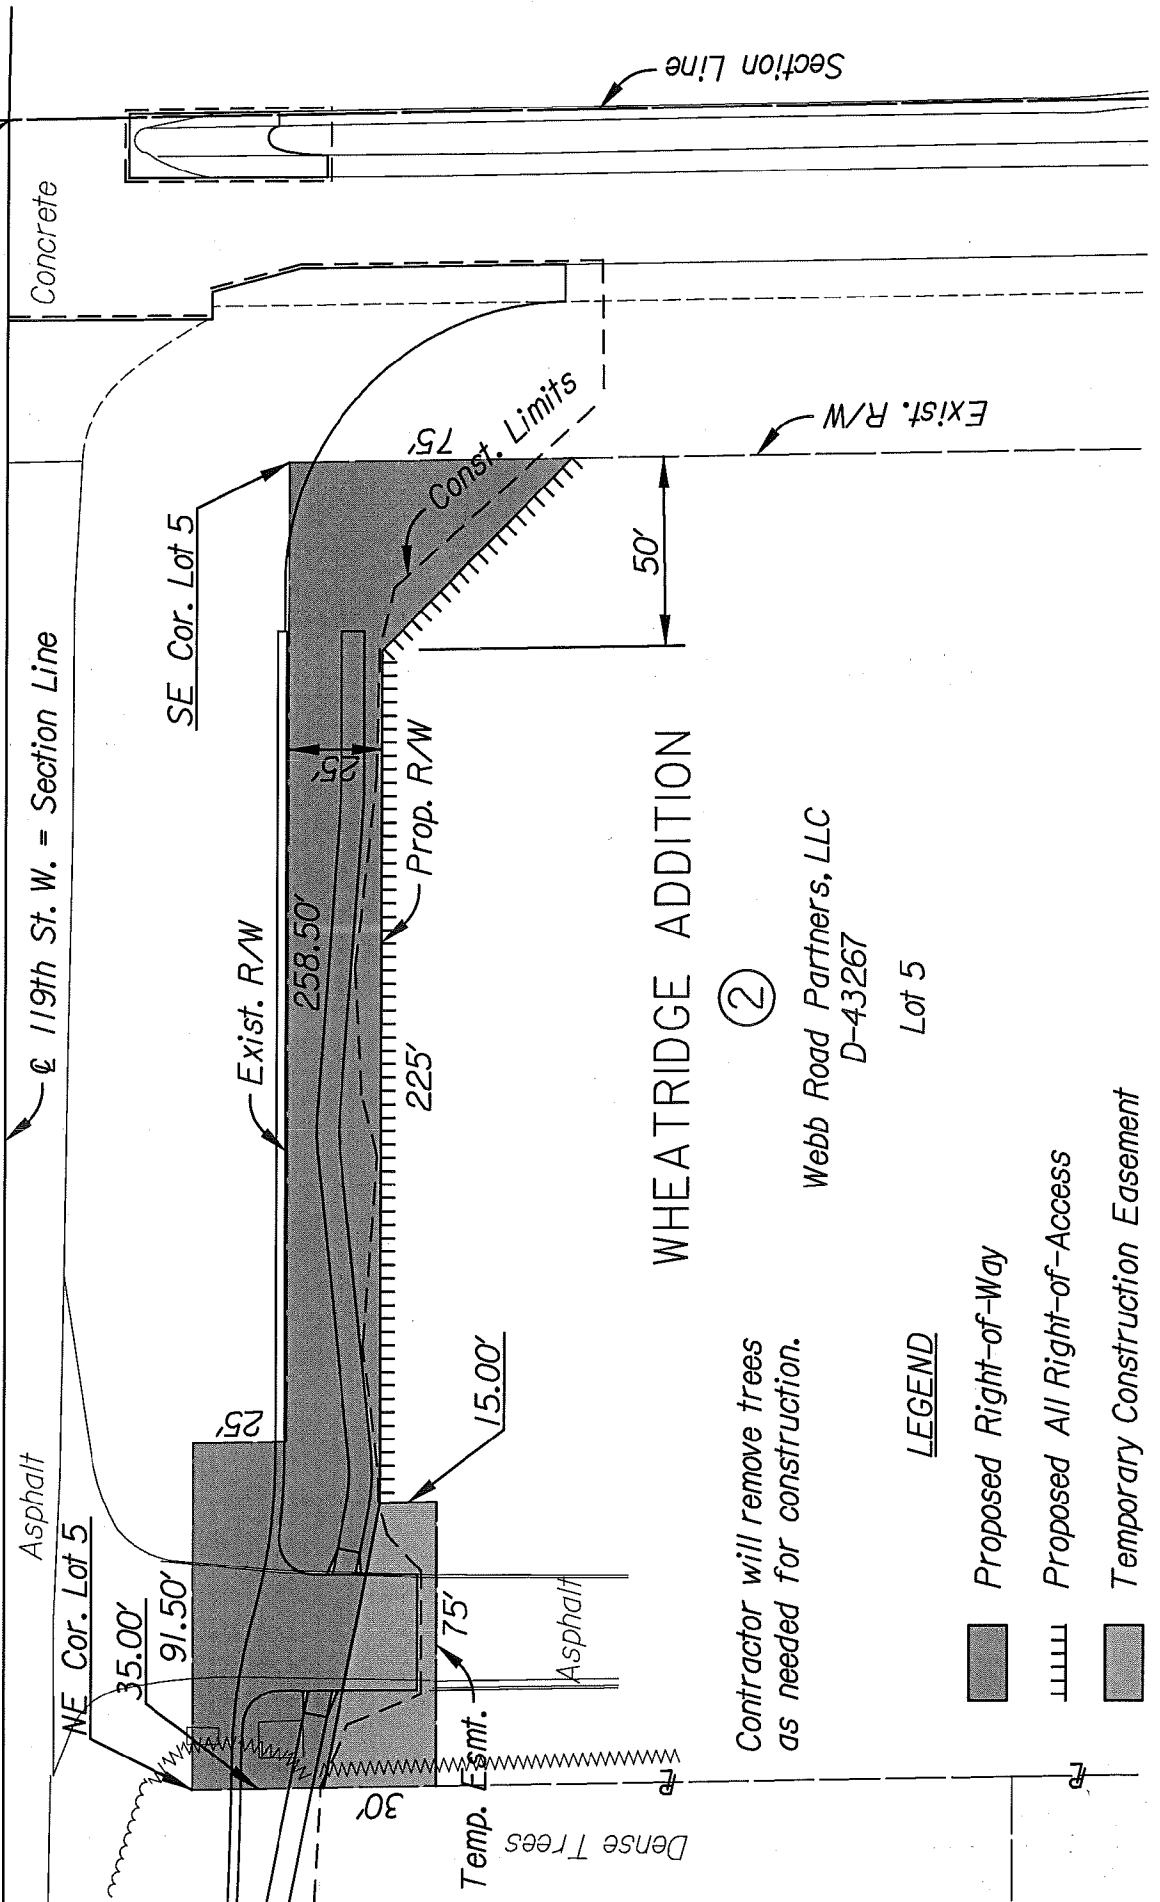 ℄ 119th St. W. = Section Line
Asphalt
Concrete
Section Line
NE Cor. Lot 5
35.00'
91.50'
25'
Exist. R/W
258.50'
SE Cor. Lot 5
25'
75'
Const. Limits
Exist. R/W
50'
Prop. R/W
225'
15.00'
75'
30'
Temp. Esmt.
Asphalt
Dense Trees
WHEATRIDGE ADDITION
2
Webb Road Partners, LLC
D-43267
Lot 5
Contractor will remove trees
as needed for construction.
LEGEND
Proposed Right-of-Way
Proposed All Right-of-Access
Temporary Construction Easement
PL
PL